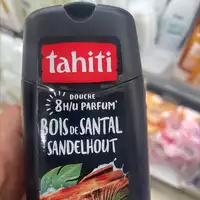 tahiti
DOUCHE
8H/U PARFUM*
BOIS DE SANTAL
SANDELHOUT